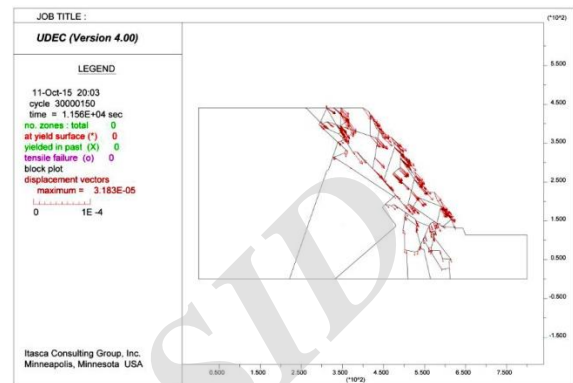 JOB TITLE :
(*10^2)
UDEC (Version 4.00)
LEGEND
11-Oct-15 20:03
cycle 30000150
time = 1.156E+04 sec
no. zones : total 0
at yield surface (*) 0
yielded in past (X) 0
tensile failure (o) 0
block plot
displacement vectors
maximum = 3.183E-05
0 1E -4
5.500
4.500
3.500
2.500
1.500
0.500
-0.500
-1.500
Itasca Consulting Group, Inc.
Minneapolis, Minnesota USA
0.500 1.500 2.500 3.500 4.500 5.500 6.500 7.500
(*10^2)
SID